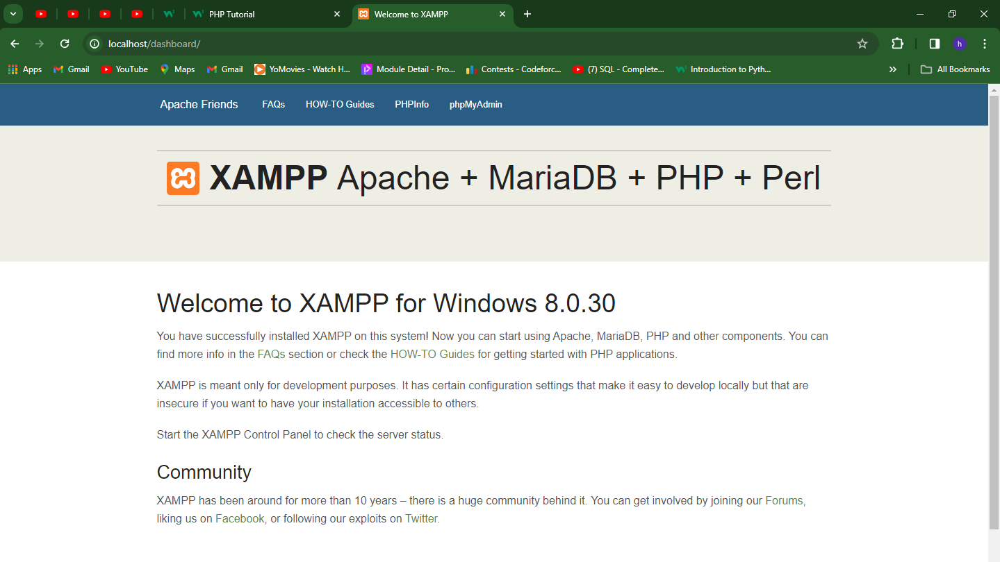 PHP Tutorial
Welcome to XAMPP
localhost/dashboard/
h
Apps
Gmail
YouTube
Maps
Gmail
YoMovies - Watch H...
Module Detail - Pro...
Contests - Codeforc...
(7) SQL - Complete...
Introduction to Pyth...
All Bookmarks
Apache Friends
FAQs
HOW-TO Guides
PHPInfo
phpMyAdmin
XAMPP Apache + MariaDB + PHP + Perl
Welcome to XAMPP for Windows 8.0.30
You have successfully installed XAMPP on this system! Now you can start using Apache, MariaDB, PHP and other components. You can
find more info in the FAQs section or check the HOW-TO Guides for getting started with PHP applications.
XAMPP is meant only for development purposes. It has certain configuration settings that make it easy to develop locally but that are
insecure if you want to have your installation accessible to others.
Start the XAMPP Control Panel to check the server status.
Community
XAMPP has been around for more than 10 years – there is a huge community behind it. You can get involved by joining our Forums,
liking us on Facebook, or following our exploits on Twitter.